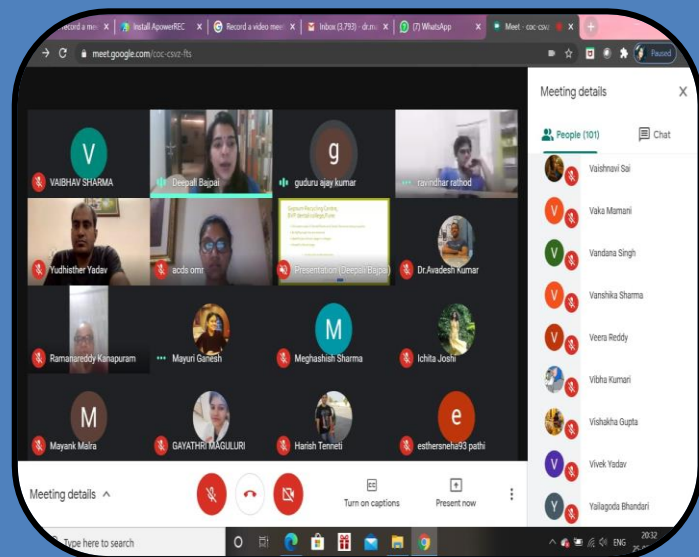 ecord a me
Install ApowerREC
Record a video meet
Inbox (3,793) - dr.m
(7) WhatsApp
Meet - coc-csvz
meet.google.com/coc-csvz-fts
Paused
Meeting details
People (101)
Chat
V
VAIBHAV SHARMA
Deepali Bajpai
g
guduru ajay kumar
ravindhar rathod
Yudhisther Yadav
acds omr
Presentation (Deepali Bajpai)
Dr.Avadesh Kumar
Ramanareddy Kanapuram
Mayuri Ganesh
M
Meghashish Sharma
Ichita Joshi
M
Mayank Malra
GAYATHRI MAGULURI
Harish Tenneti
e
esthersneha93 pathi
Vaishnavi Sai
V
Vaka Mamani
V
Vandana Singh
V
Vanshika Sharma
V
Veera Reddy
Vibha Kumari
Vishakha Gupta
V
Vivek Yadav
Y
Yailagoda Bhandari
Meeting details
CC
Turn on captions
Present now
Type here to search
ENG
20:32